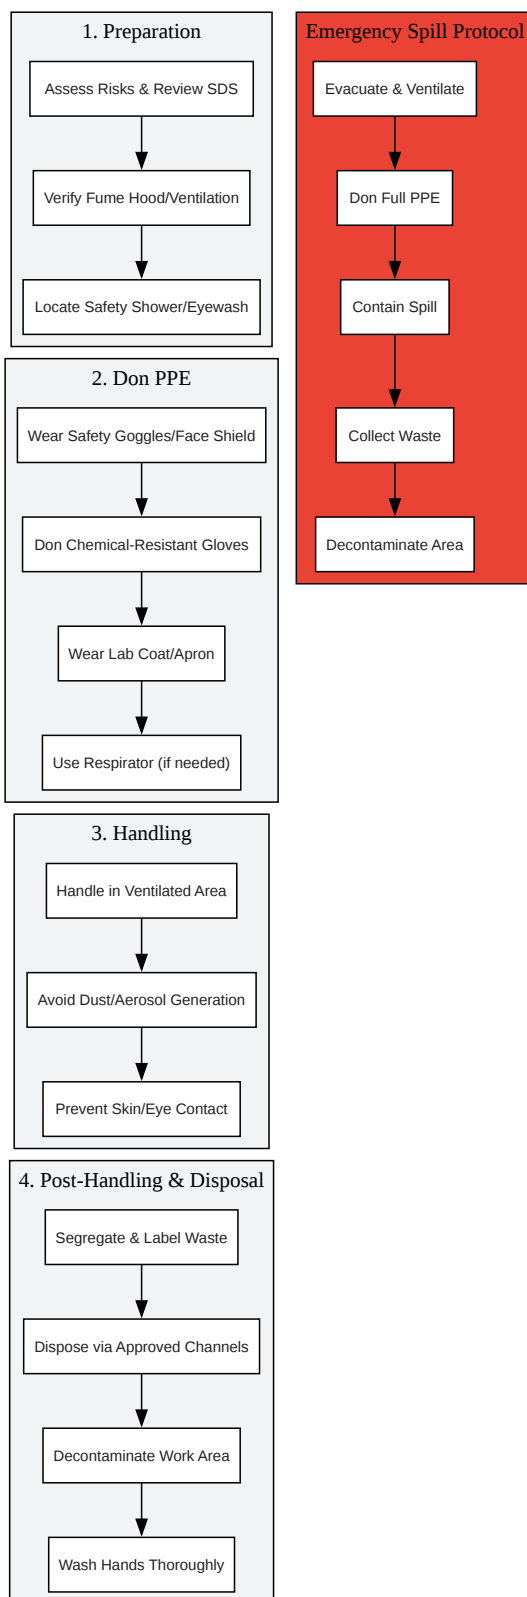 1. Preparation
Assess Risks & Review SDS
Verify Fume Hood/Ventilation
Locate Safety Shower/Eyewash
2. Don PPE
Wear Safety Goggles/Face Shield
Don Chemical-Resistant Gloves
Wear Lab Coat/Apron
Use Respirator (if needed)
3. Handling
Handle in Ventilated Area
Avoid Dust/Aerosol Generation
Prevent Skin/Eye Contact
4. Post-Handling & Disposal
Segregate & Label Waste
Dispose via Approved Channels
Decontaminate Work Area
Wash Hands Thoroughly
Emergency Spill Protocol
Evacuate & Ventilate
Don Full PPE
Contain Spill
Collect Waste
Decontaminate Area